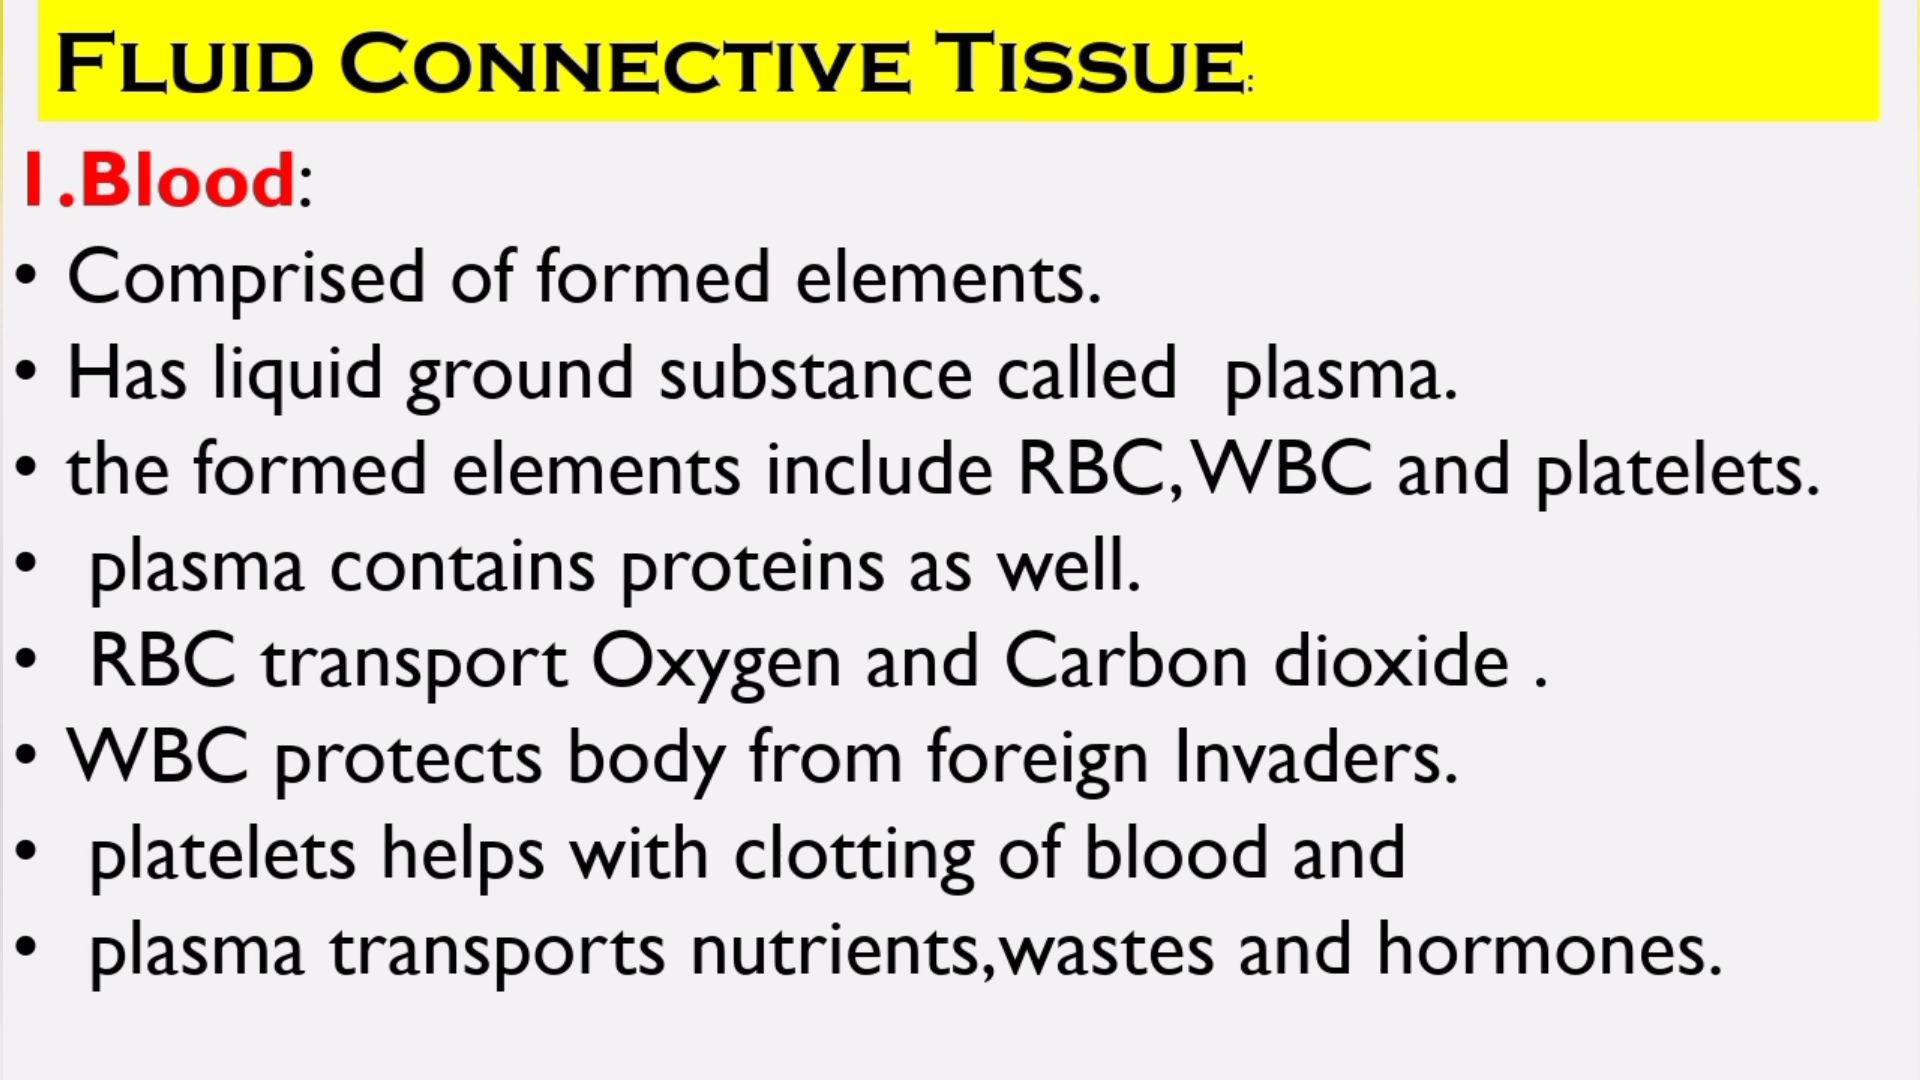 FLUID CONNECTIVE TISSUE:
1.Blood:
• Comprised of formed elements.
• Has liquid ground substance called  plasma.
• the formed elements include RBC,WBC and platelets.
•  plasma contains proteins as well.
•  RBC transport Oxygen and Carbon dioxide .
• WBC protects body from foreign Invaders.
•  platelets helps with clotting of blood and
•  plasma transports nutrients,wastes and hormones.